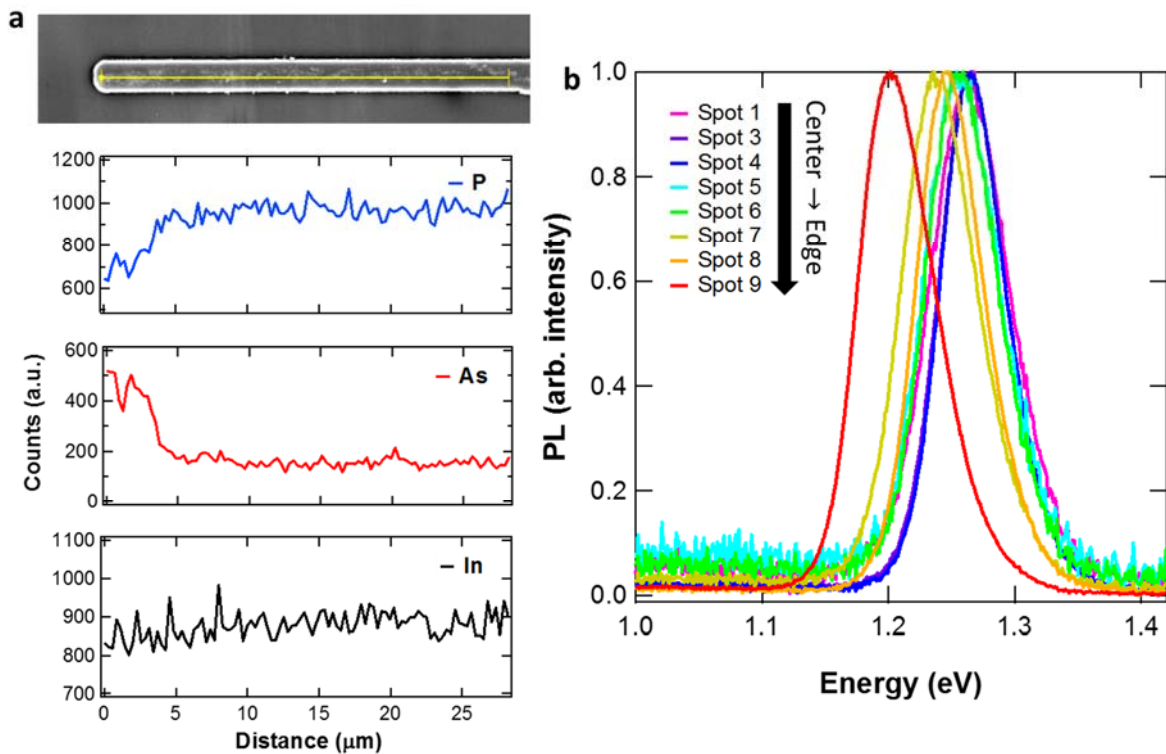 a
1200
1000
800
600
P
600
400
200
0
As
Counts (a.u.)
1100
1000
900
800
700
In
0 5 10 15 20 25
Distance (μm)
b
1.0
0.8
0.6
0.4
0.2
0.0
PL (arb. intensity)
Spot 1
Spot 3
Spot 4
Spot 5
Spot 6
Spot 7
Spot 8
Spot 9
Center → Edge
1.0 1.1 1.2 1.3 1.4
Energy (eV)